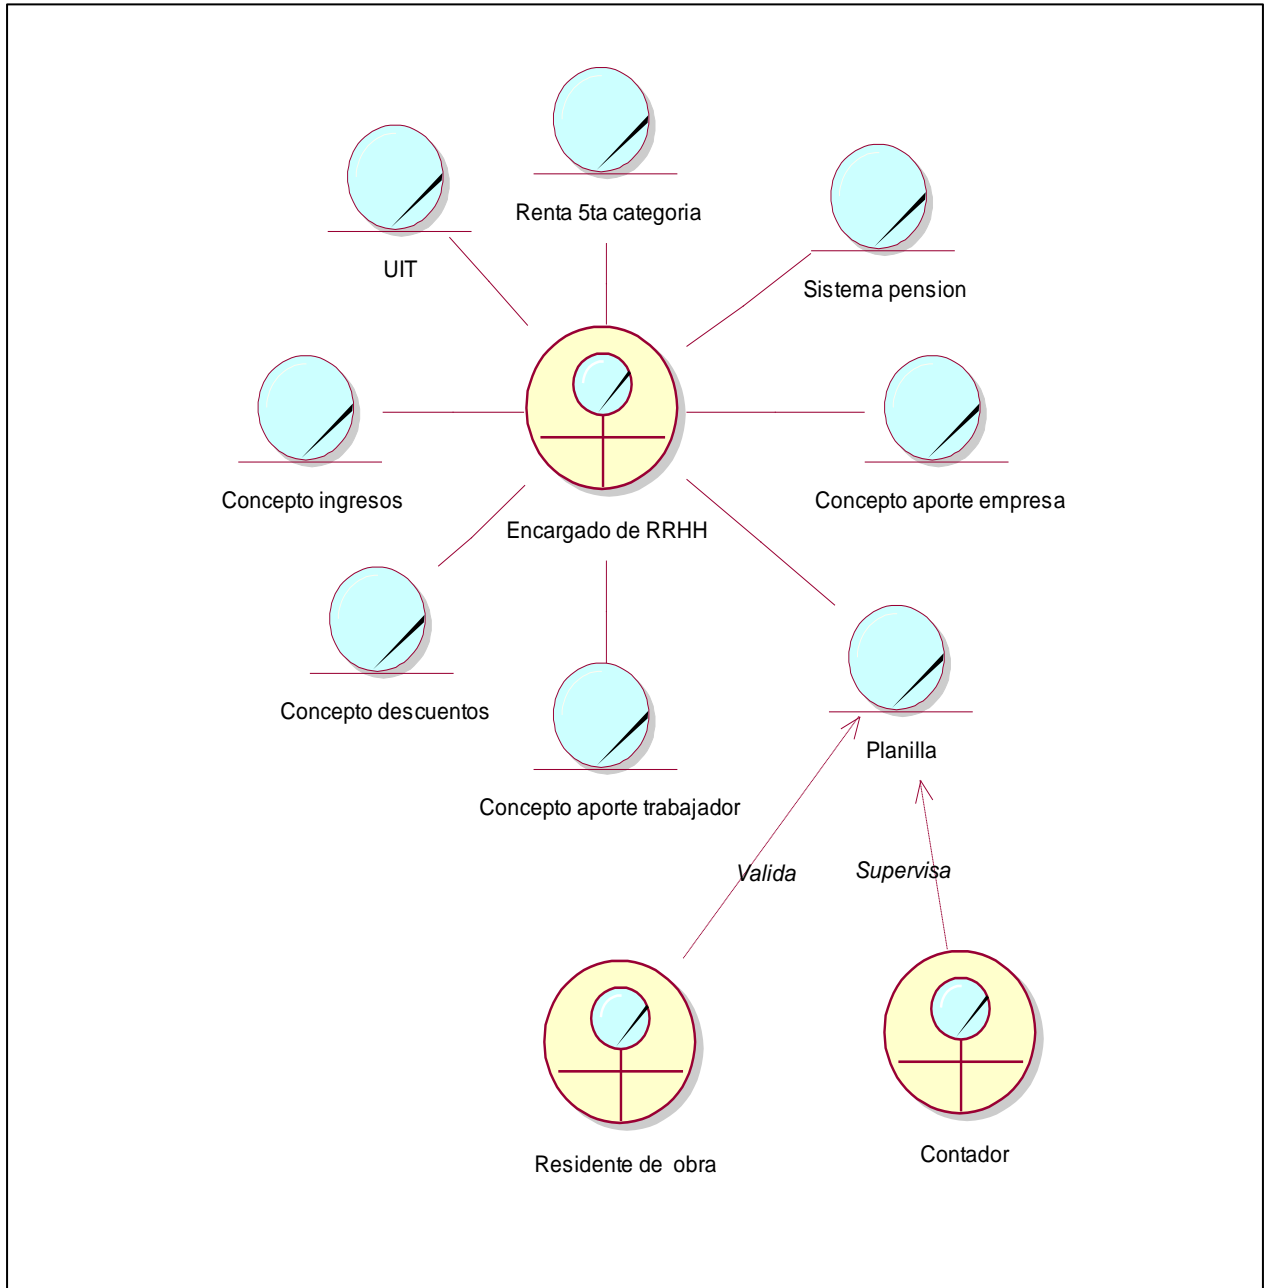 Renta 5ta categoria
UIT
Sistema pension
Concepto ingresos
Concepto aporte empresa
Encargado de RRHH
Concepto descuentos
Planilla
Concepto aporte trabajador
Valida
Supervisa
Residente de obra
Contador